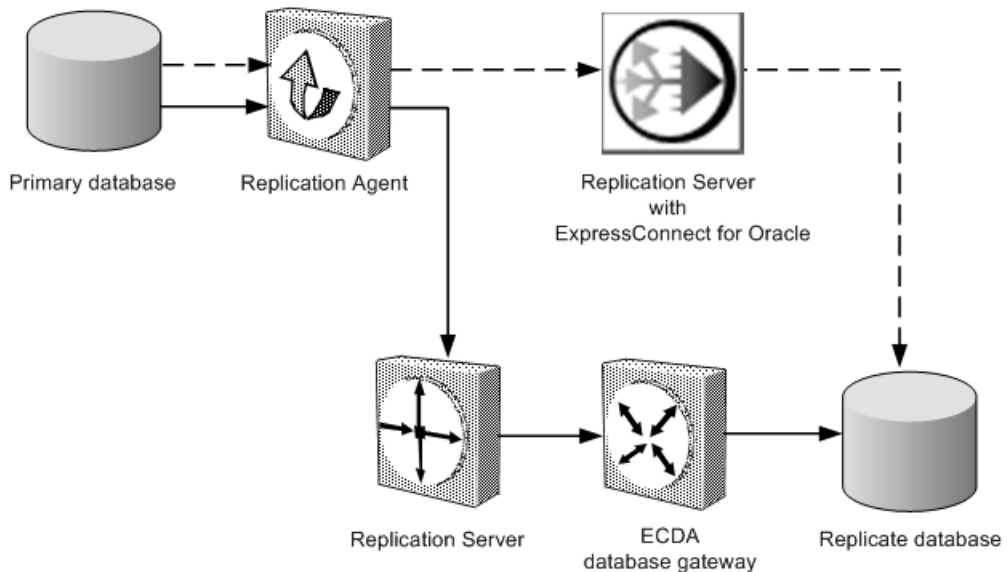 Primary database
Replication Agent
Replication Server
with
ExpressConnect for Oracle
Replication Server
ECDA
database gateway
Replicate database